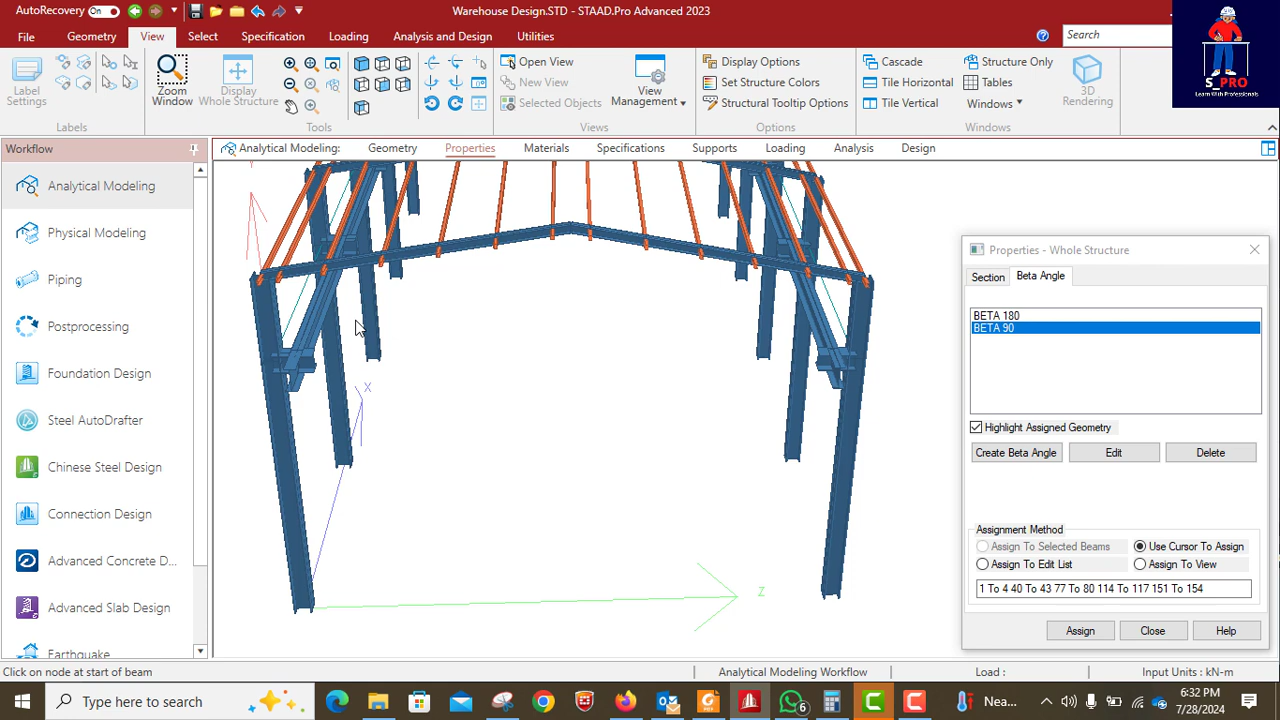 AutoRecovery On
Warehouse Design.STD - STAAD.Pro Advanced 2023
File Geometry View Select Specification Loading Analysis and Design Utilities
Search
S_PRO
Learn With Professionals
Label Settings
Labels
Zoom Window
Display Whole Structure
Tools
Open View
New View
Selected Objects
View Management
Views
Display Options
Set Structure Colors
Structural Tooltip Options
Options
Cascade
Tile Horizontal
Tile Vertical
Structure Only
Tables
Windows
3D Rendering
Windows
Workflow
Analytical Modeling: Geometry Properties Materials Specifications Supports Loading Analysis Design
Analytical Modeling
Physical Modeling
Piping
Postprocessing
Foundation Design
Steel AutoDrafter
Chinese Steel Design
Connection Design
Advanced Concrete D...
Advanced Slab Design
Earthquake
X
Z
Properties - Whole Structure
Section Beta Angle
BETA 180
BETA 90
Highlight Assigned Geometry
Create Beta Angle Edit Delete
Assignment Method
Assign To Selected Beams Use Cursor To Assign
Assign To Edit List Assign To View
1 To 4 40 To 43 77 To 80 114 To 117 151 To 154
Assign Close Help
Click on node at start of beam
Analytical Modeling Workflow Load : Input Units : kN-m
Type here to search
6
Nea...
6:32 PM
7/28/2024